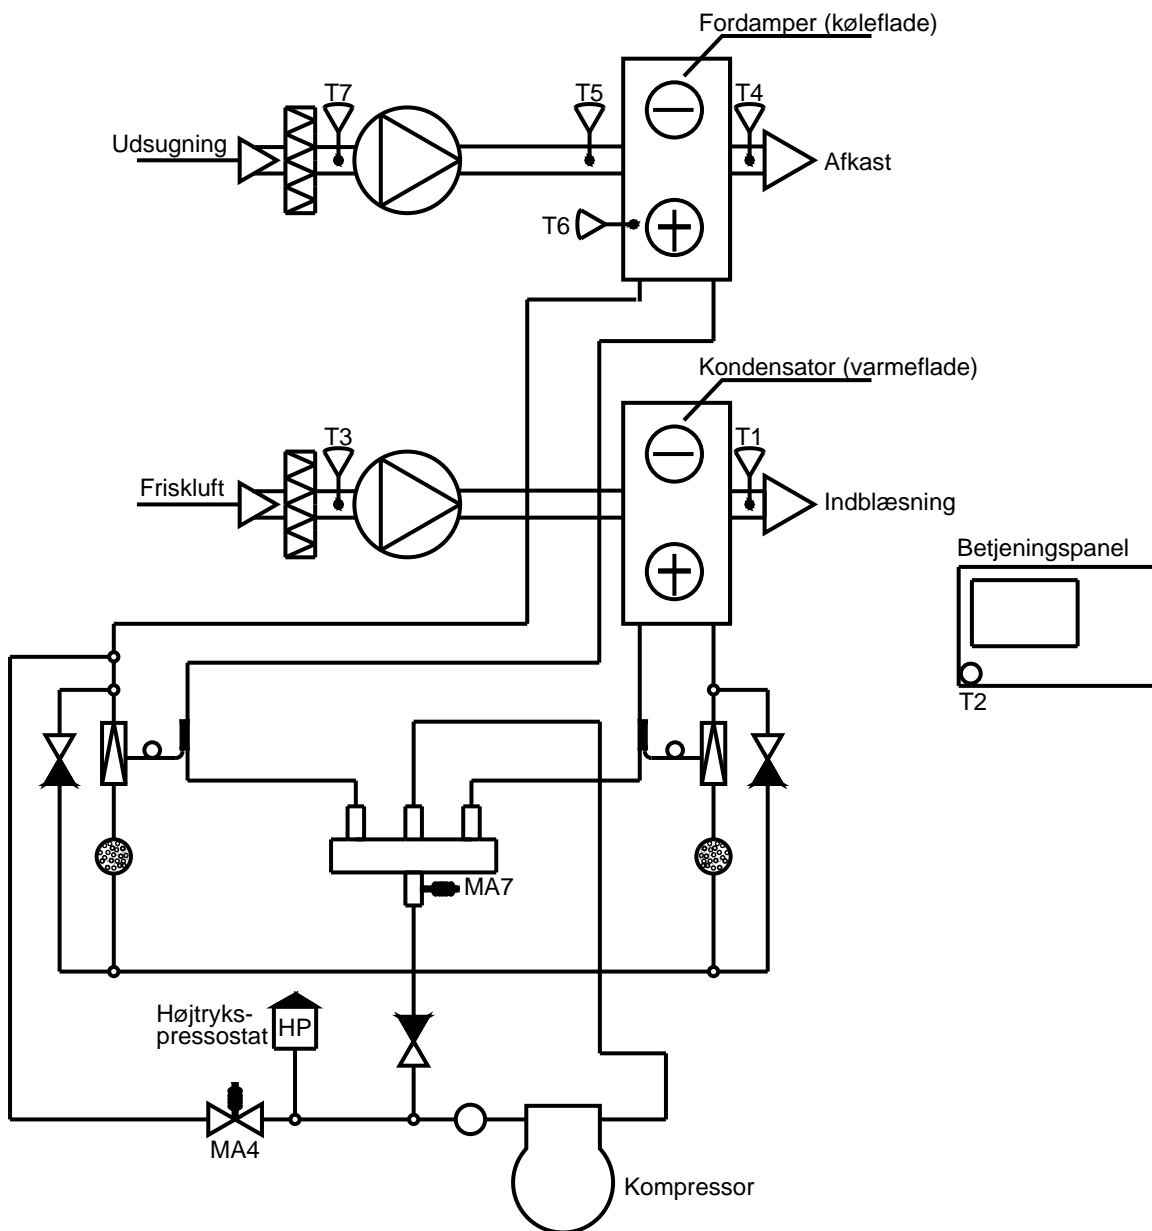 Fordamper (køleflade)
T7
T5
T4
Udsugning
Afkast
T6
Kondensator (varmeflade)
T3
T1
Friskluft
Indblæsning
Betjeningspanel
T2
MA7
Højtryks-
pressostat
HP
MA4
Kompressor